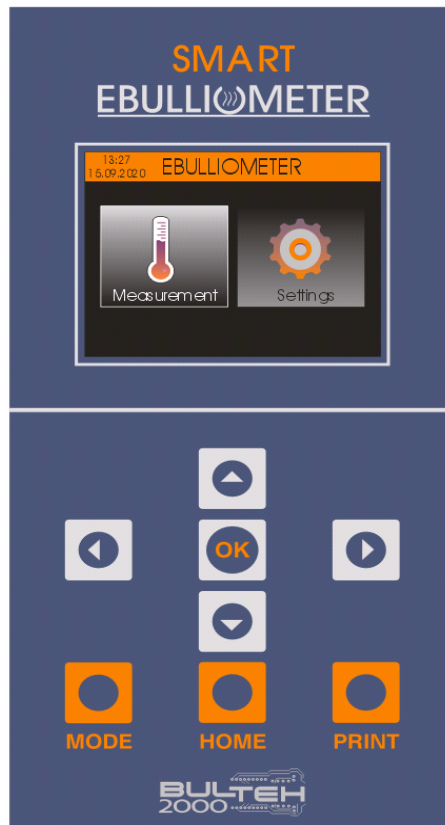 SMART
EBULLIOMETER
13:27
15.09.2020
EBULLIOMETER
Measurement
Settings
OK
MODE
HOME
PRINT
BULTEH
2000